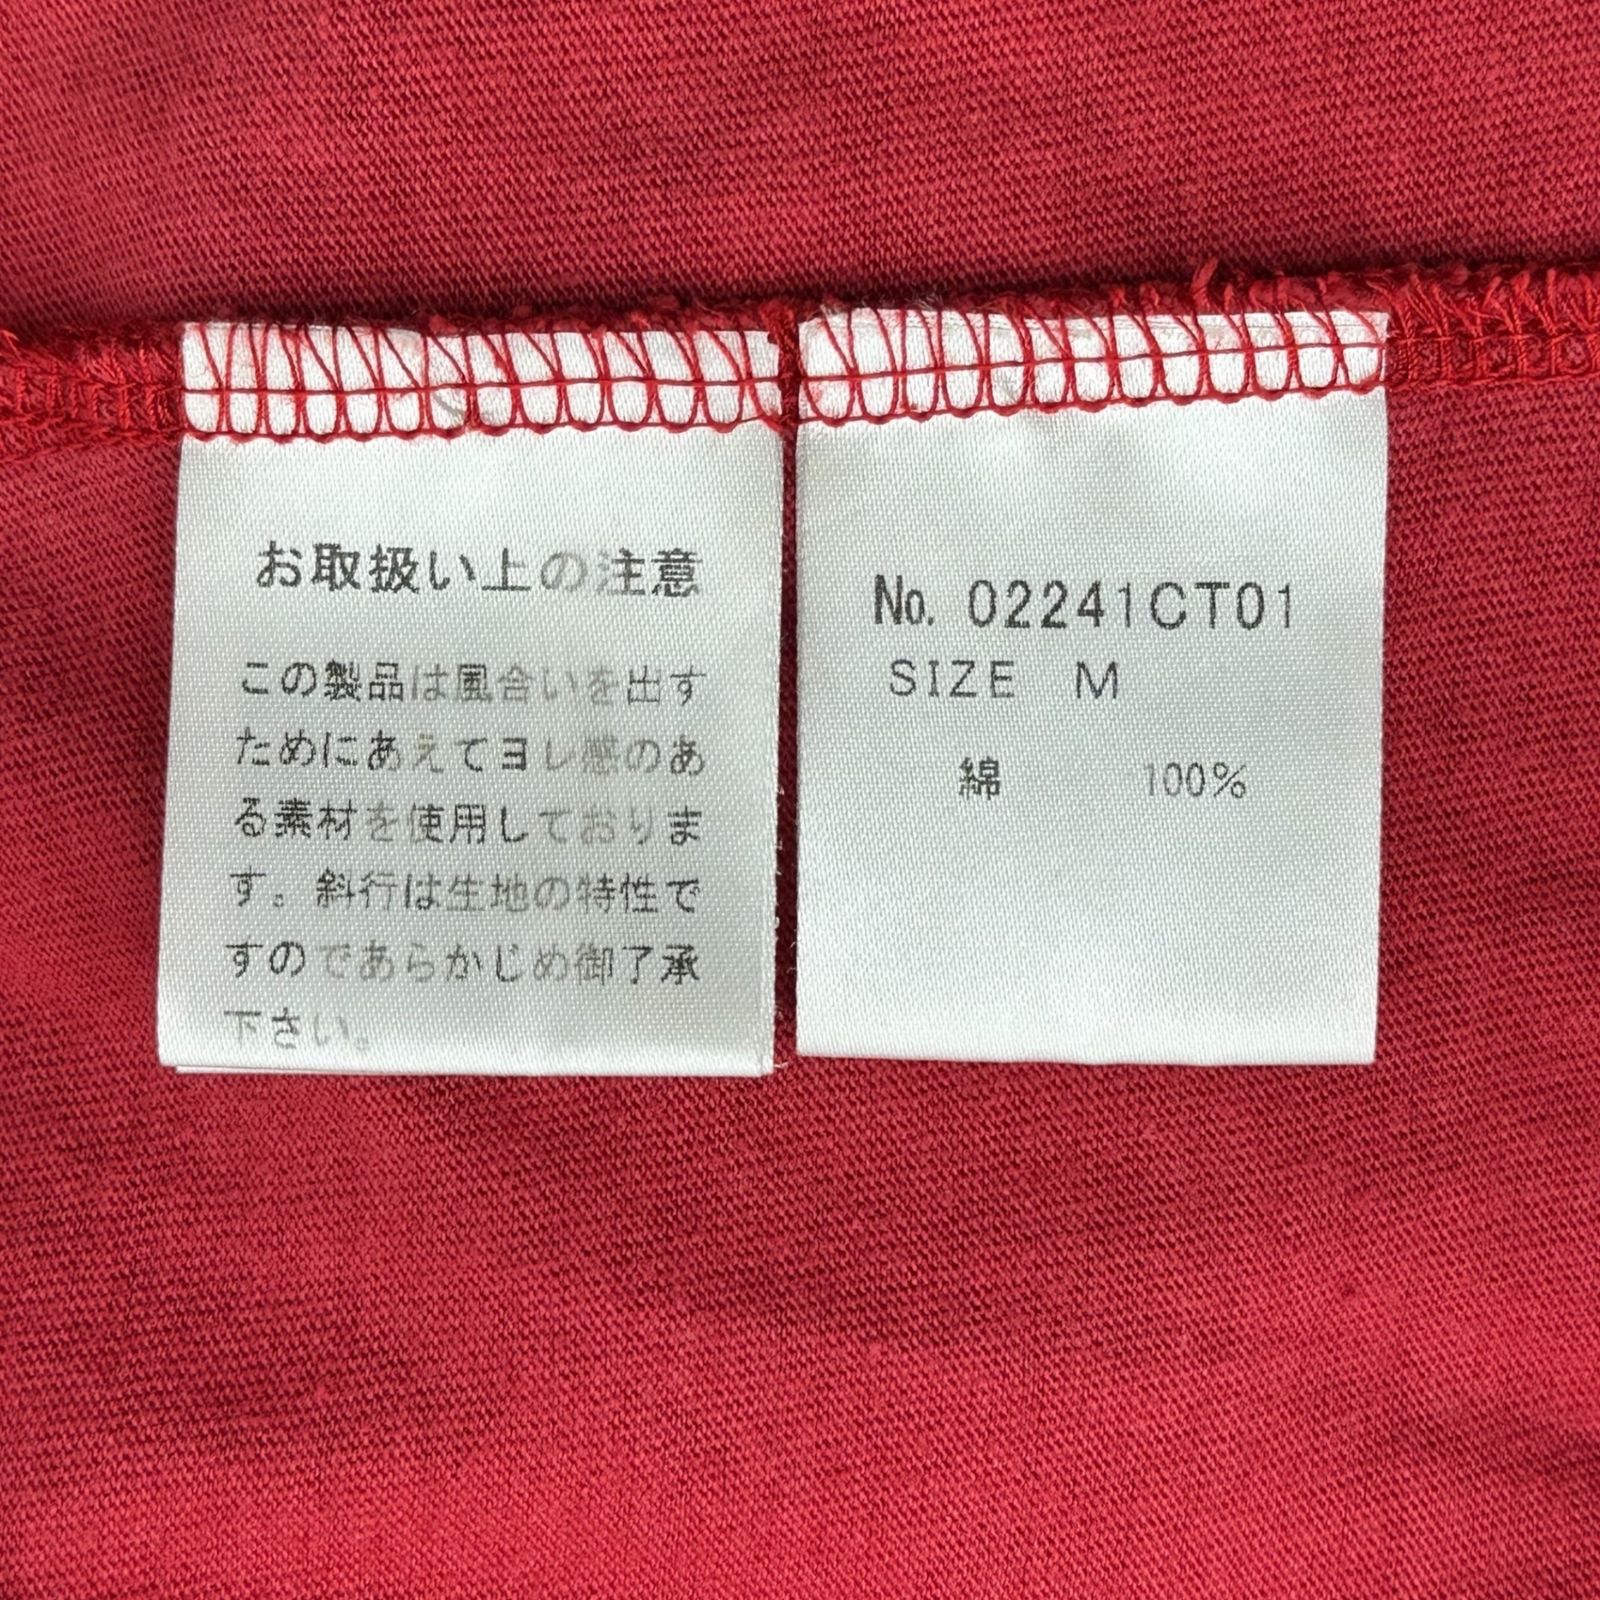 お取扱い上の注意
この製品は風合いを出す
ためにあえてヨレ感のあ
る素材を使用しておりま
す。斜行は生地の特性で
すのであらかじめ御了承
下さい。
No. 02241CT01
SIZE M
綿 100%